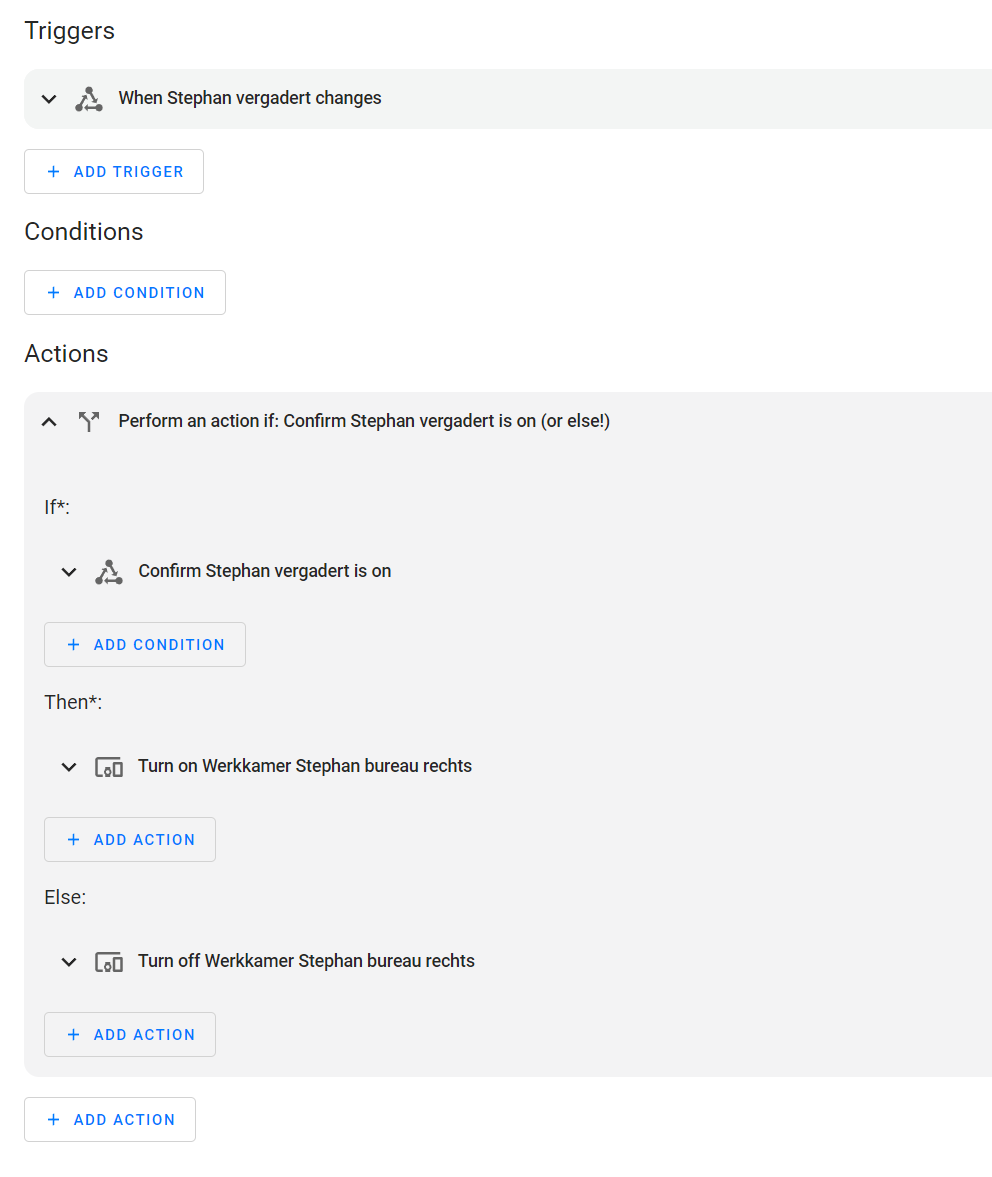 Triggers
When Stephan vergadert changes
+ ADD TRIGGER
Conditions
+ ADD CONDITION
Actions
Perform an action if: Confirm Stephan vergadert is on (or else!)
If*:
Confirm Stephan vergadert is on
+ ADD CONDITION
Then*:
Turn on Werkkamer Stephan bureau rechts
+ ADD ACTION
Else:
Turn off Werkkamer Stephan bureau rechts
+ ADD ACTION
+ ADD ACTION